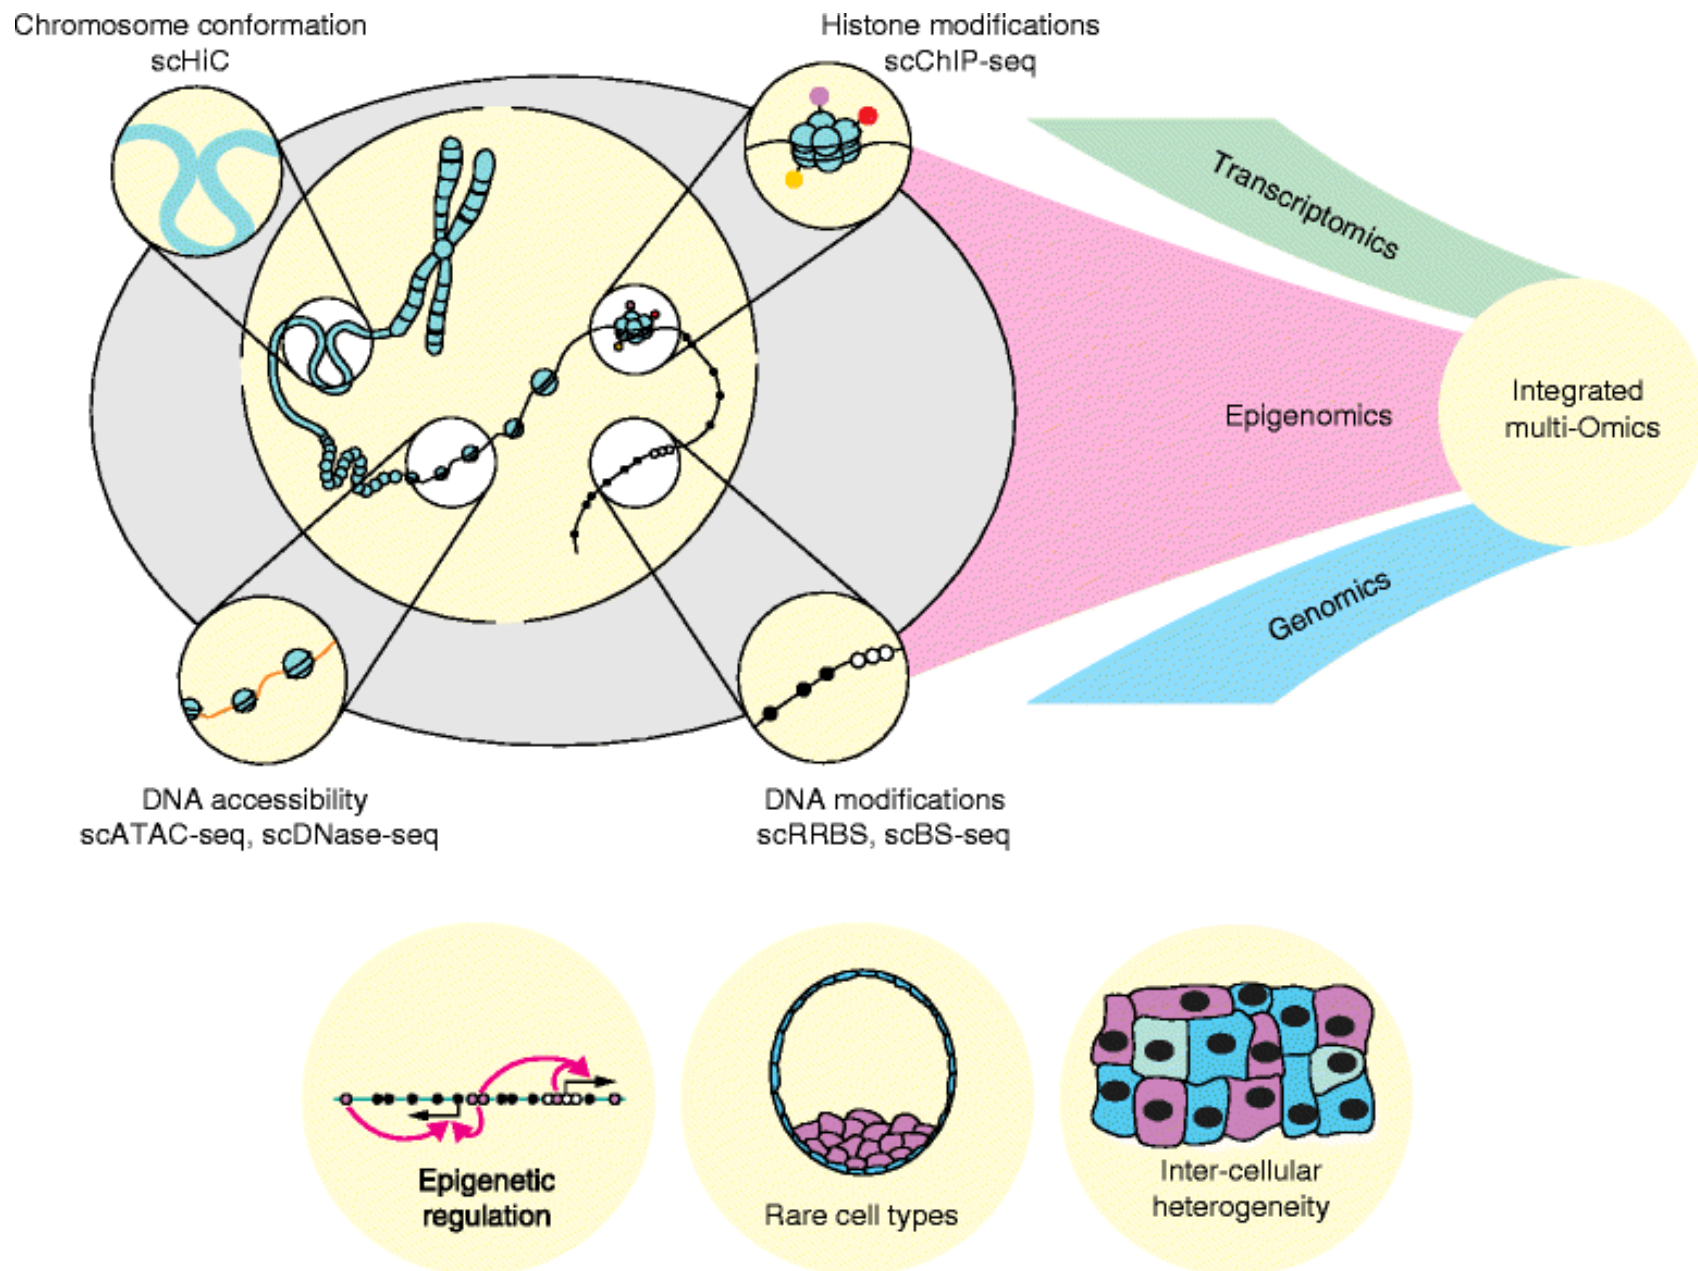 Chromosome conformation
scHiC
Histone modifications
scChIP-seq
Transcriptomics
Epigenomics
Integrated
multi-Omics
Genomics
DNA accessibility
scATAC-seq, scDNase-seq
DNA modifications
scRRBS, scBS-seq
Epigenetic
regulation
Rare cell types
Inter-cellular
heterogeneity